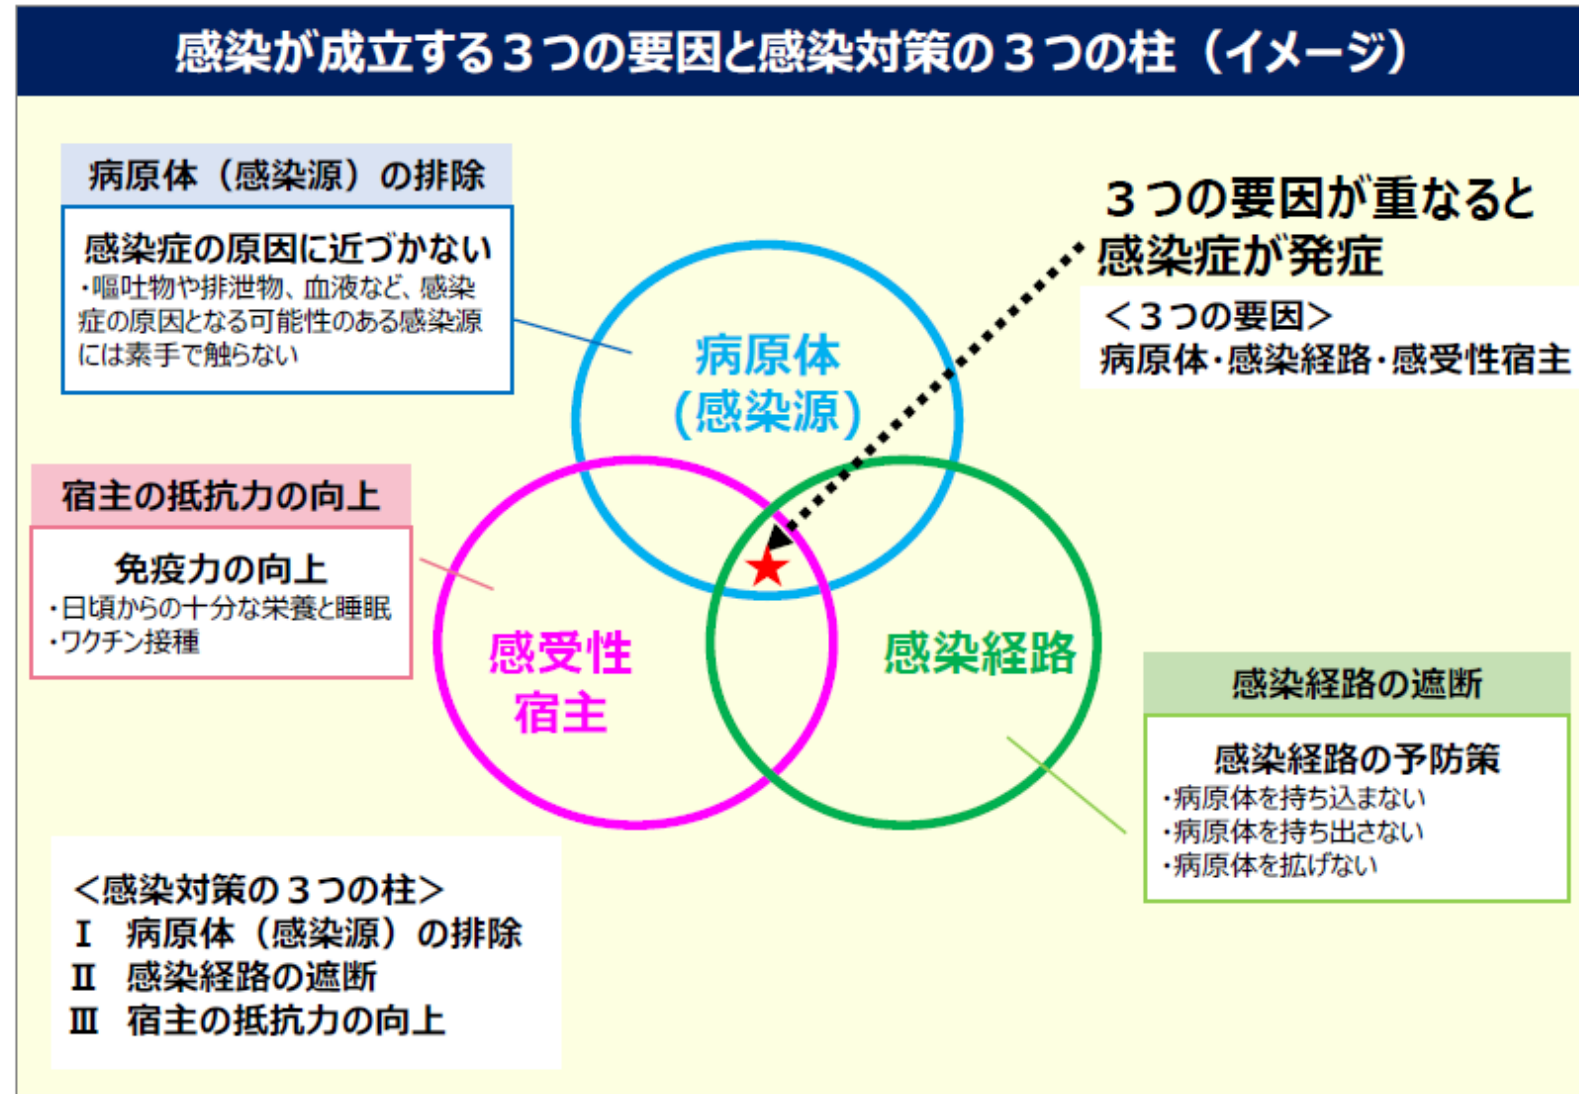 感染が成立する３つの要因と感染対策の３つの柱（イメージ）
病原体（感染源）の排除
感染症の原因に近づかない
・嘔吐物や排泄物、血液など、感染
症の原因となる可能性のある感染源
には素手で触らない
３つの要因が重なると
感染症が発症
＜３つの要因＞
病原体・感染経路・感受性宿主
病原体
(感染源)
宿主の抵抗力の向上
免疫力の向上
・日頃からの十分な栄養と睡眠
・ワクチン接種
感受性
宿主
感染経路
感染経路の遮断
感染経路の予防策
・病原体を持ち込まない
・病原体を持ち出さない
・病原体を拡げない
＜感染対策の３つの柱＞
Ⅰ　病原体（感染源）の排除
Ⅱ　感染経路の遮断
Ⅲ　宿主の抵抗力の向上